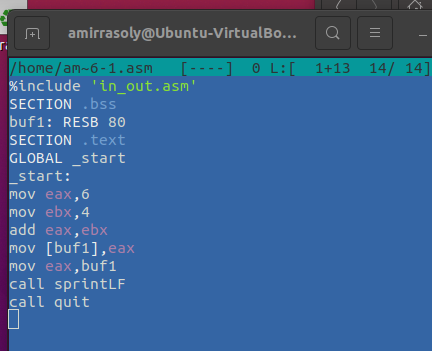 amirrasoly@Ubuntu-VirtualBo...
/home/am~6-1.asm   [----]  0 L:[  1+13  14/ 14]
%include 'in_out.asm'
SECTION .bss
buf1: RESB 80
SECTION .text
GLOBAL _start
_start:
mov eax,6
mov ebx,4
add eax,ebx
mov [buf1],eax
mov eax,buf1
call sprintLF
call quit